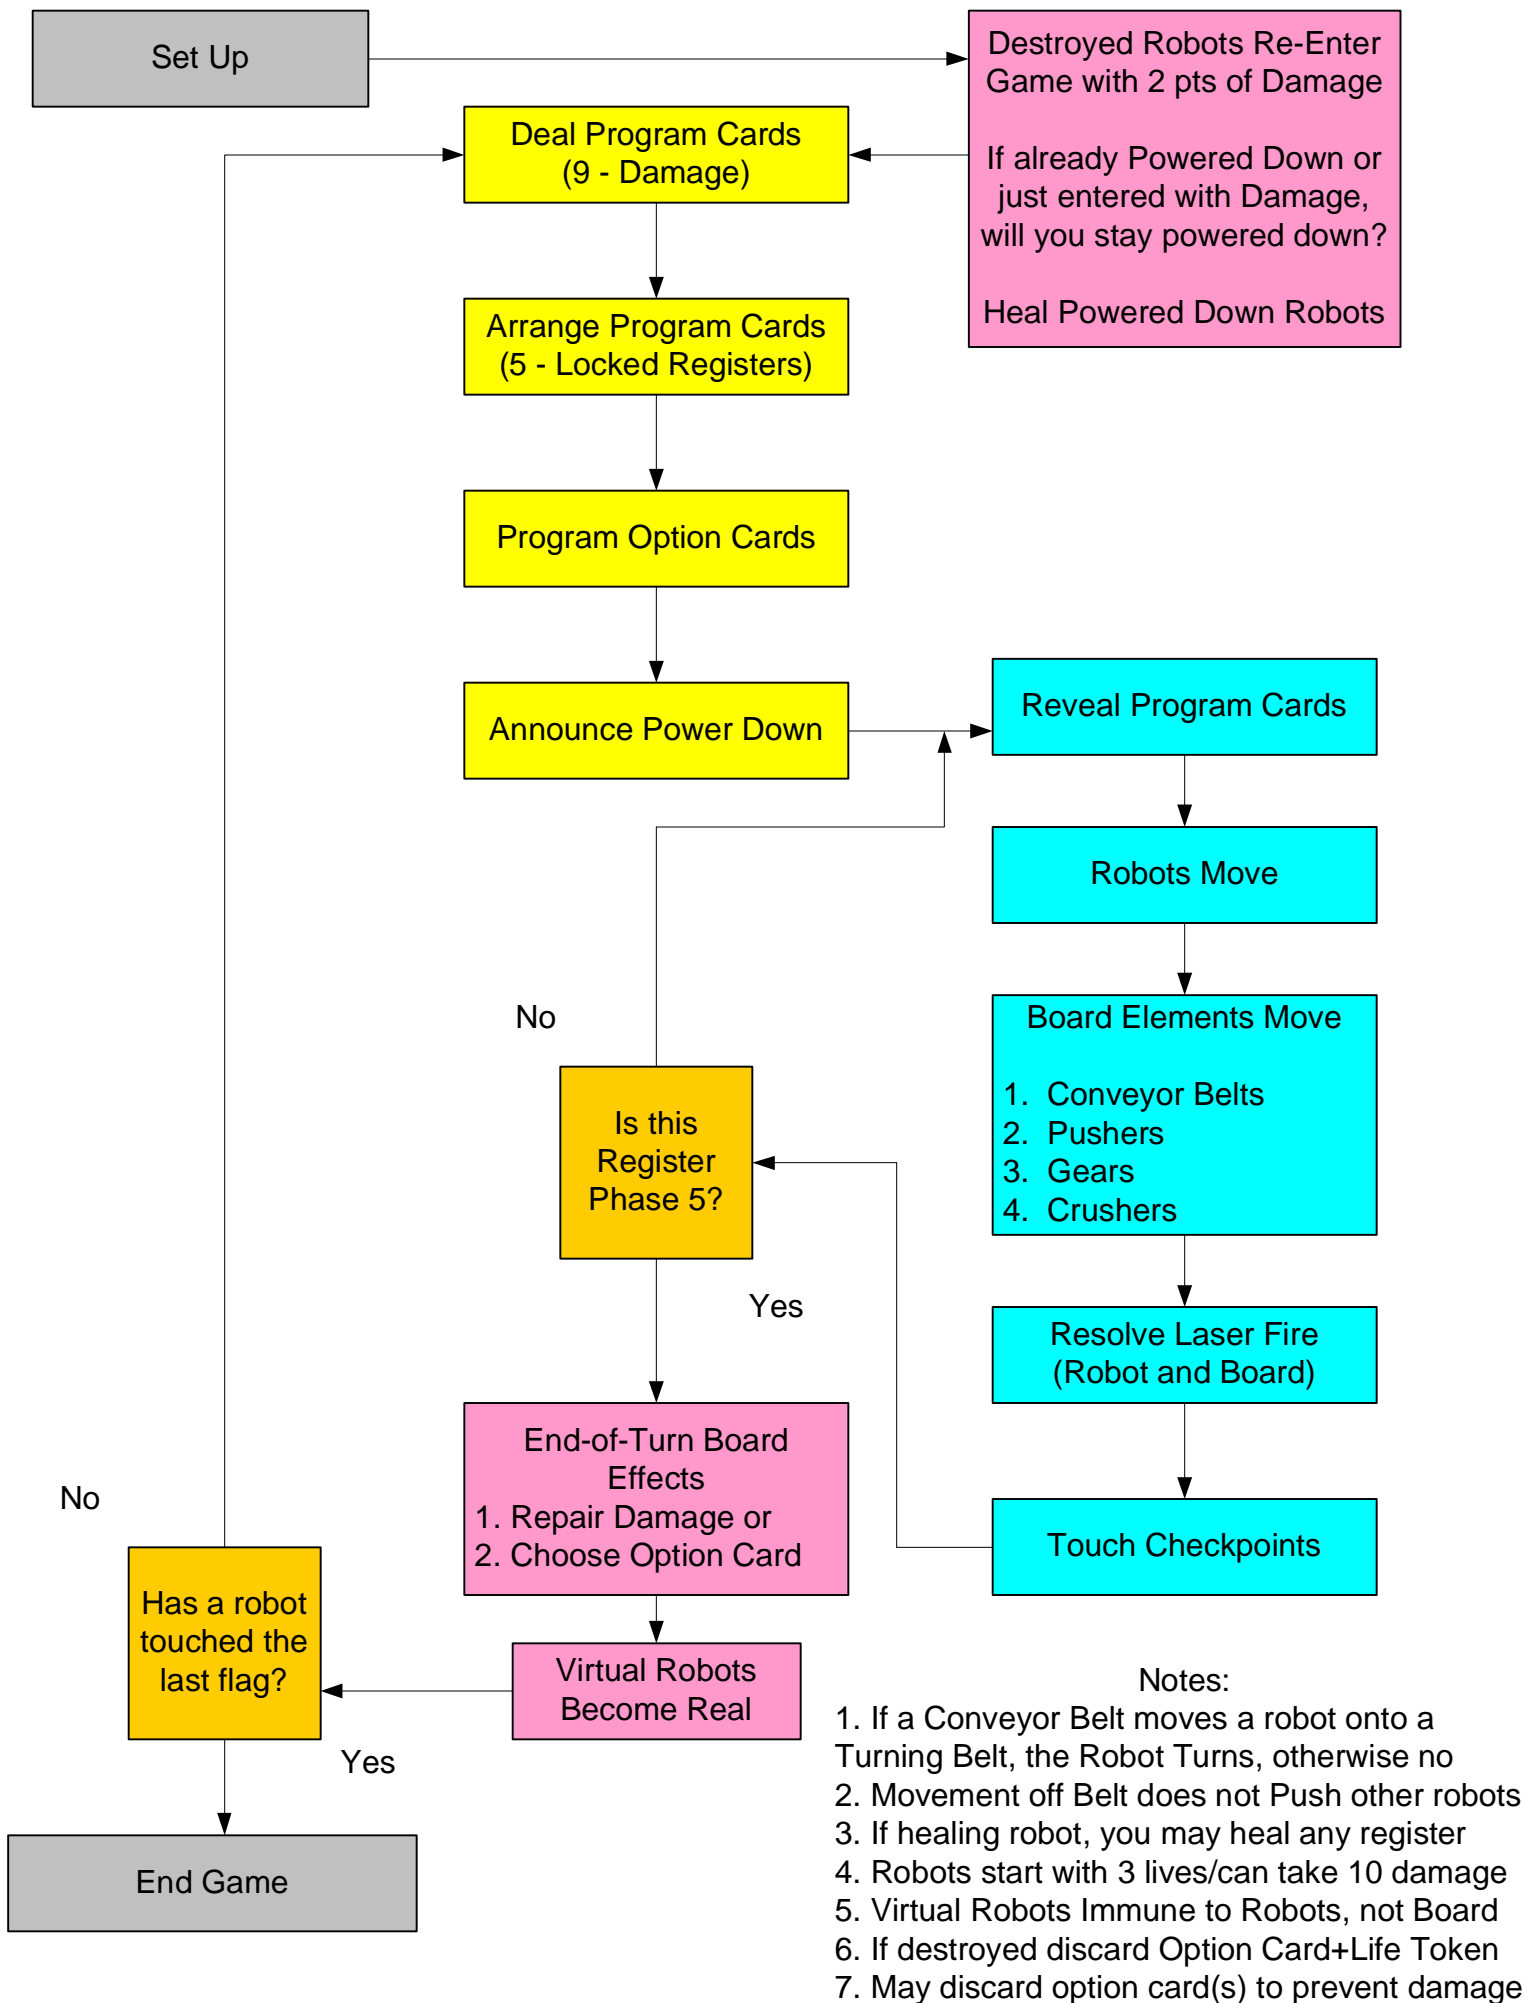 Set Up
Destroyed Robots Re-Enter
Game with 2 pts of Damage
If already Powered Down or
just entered with Damage,
will you stay powered down?
Heal Powered Down Robots
Deal Program Cards
(9 - Damage)
Arrange Program Cards
(5 - Locked Registers)
Program Option Cards
Announce Power Down
Reveal Program Cards
Robots Move
Board Elements Move
1. Conveyor Belts
2. Pushers
3. Gears
4. Crushers
Resolve Laser Fire
(Robot and Board)
Touch Checkpoints
No
Is this
Register
Phase 5?
Yes
End-of-Turn Board
Effects
1. Repair Damage or
2. Choose Option Card
Virtual Robots
Become Real
No
Has a robot
touched the
last flag?
Yes
End Game
Notes:
1. If a Conveyor Belt moves a robot onto a
Turning Belt, the Robot Turns, otherwise no
2. Movement off Belt does not Push other robots
3. If healing robot, you may heal any register
4. Robots start with 3 lives/can take 10 damage
5. Virtual Robots Immune to Robots, not Board
6. If destroyed discard Option Card+Life Token
7. May discard option card(s) to prevent damage